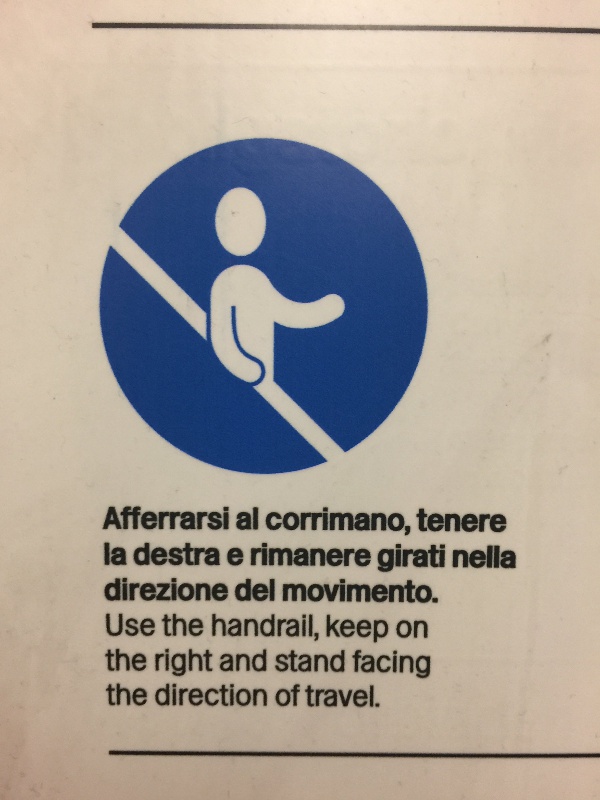 Afferrarsi al corrimano, tenere
la destra e rimanere girati nella
direzione del movimento.
Use the handrail, keep on
the right and stand facing
the direction of travel.